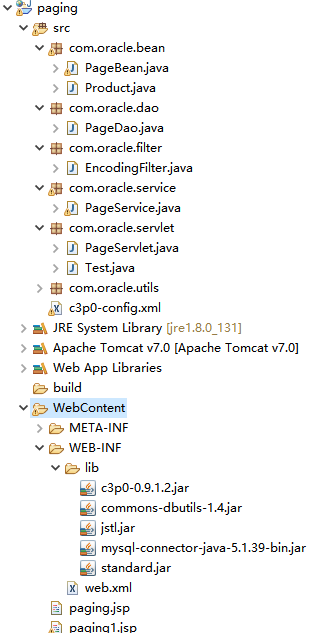 paging
src
com.oracle.bean
PageBean.java
Product.java
com.oracle.dao
PageDao.java
com.oracle.filter
EncodingFilter.java
com.oracle.service
PageService.java
com.oracle.servlet
PageServlet.java
Test.java
com.oracle.utils
c3p0-config.xml
JRE System Library [jre1.8.0_131]
Apache Tomcat v7.0 [Apache Tomcat v7.0]
Web App Libraries
build
WebContent
META-INF
WEB-INF
lib
c3p0-0.9.1.2.jar
commons-dbutils-1.4.jar
jstl.jar
mysql-connector-java-5.1.39-bin.jar
standard.jar
web.xml
paging.jsp
paging1.jsp